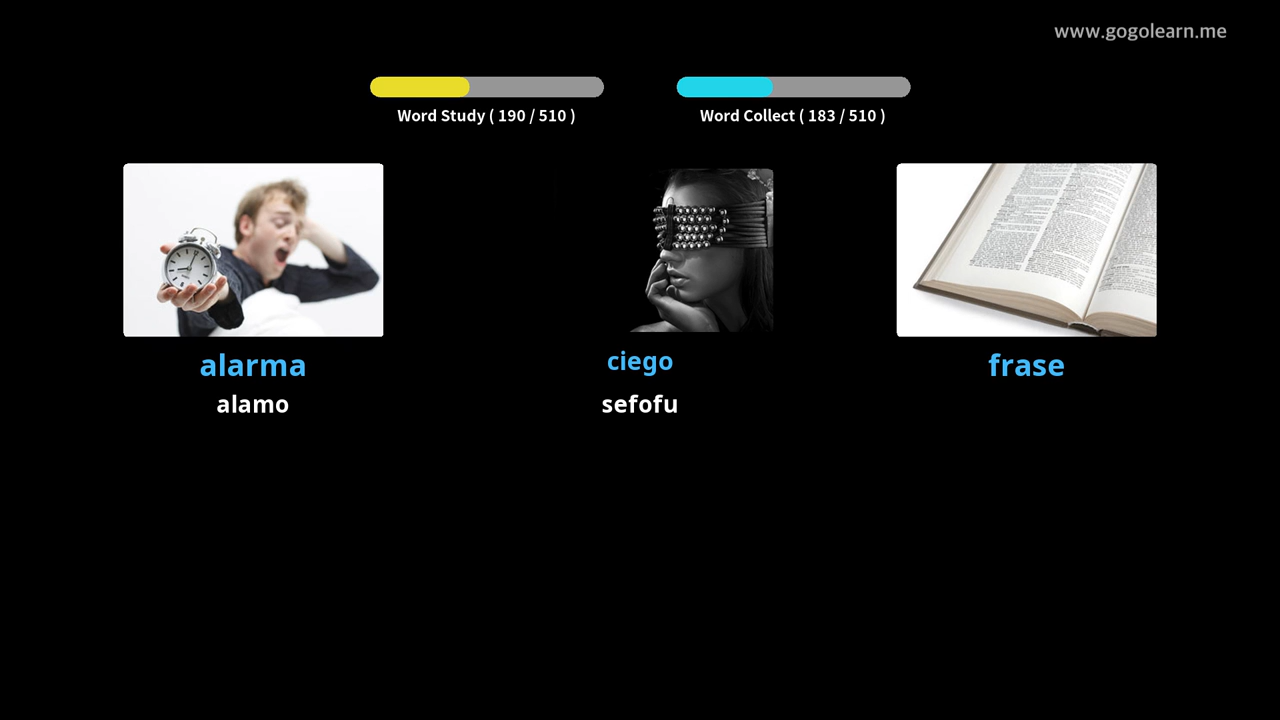 www.gogolearn.me
Word Study ( 190 / 510 )
Word Collect ( 183 / 510 )
alarma
alamo
ciego
sefofu
frase